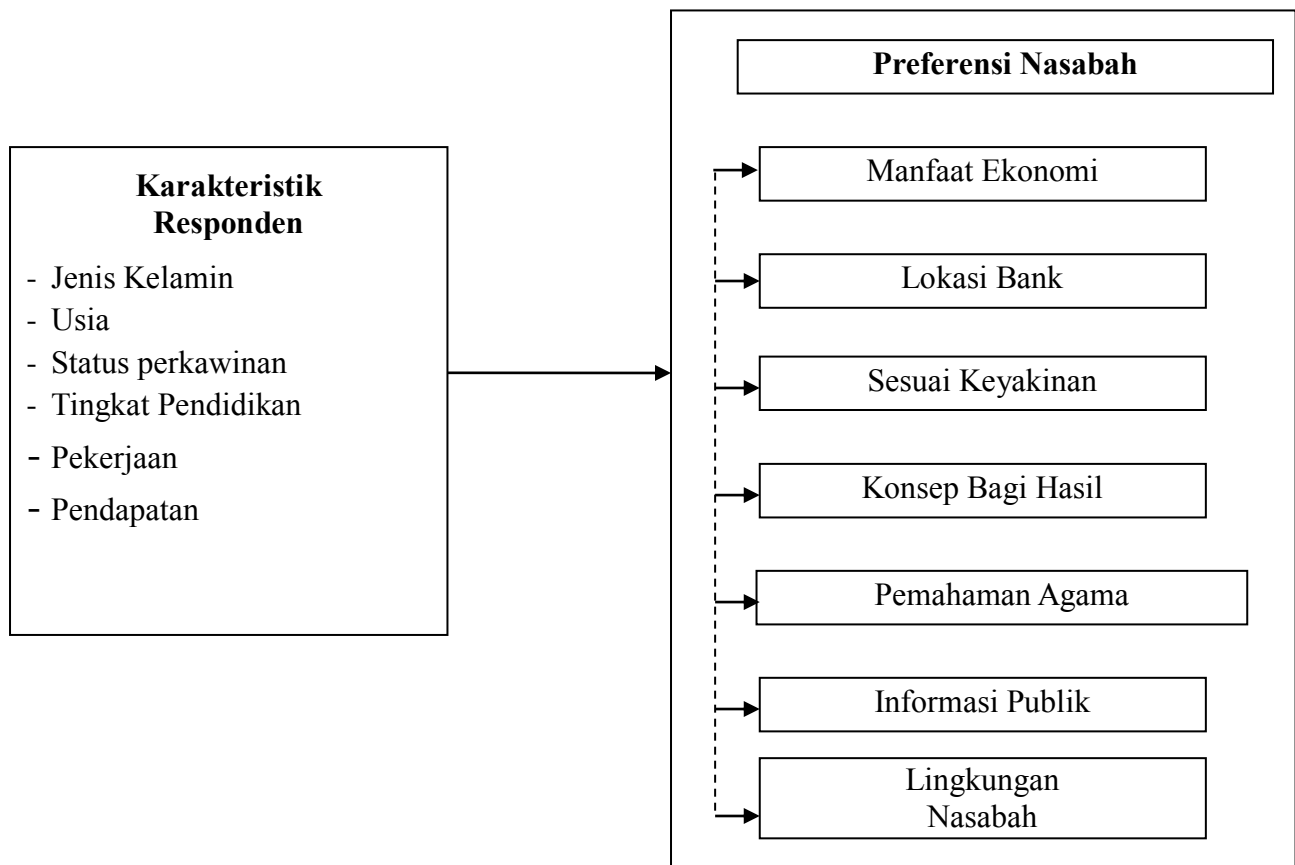 Karakteristik
Responden
- Jenis Kelamin
- Usia
- Status perkawinan
- Tingkat Pendidikan
- Pekerjaan
- Pendapatan
Preferensi Nasabah
Manfaat Ekonomi
Lokasi Bank
Sesuai Keyakinan
Konsep Bagi Hasil
Pemahaman Agama
Informasi Publik
Lingkungan
Nasabah